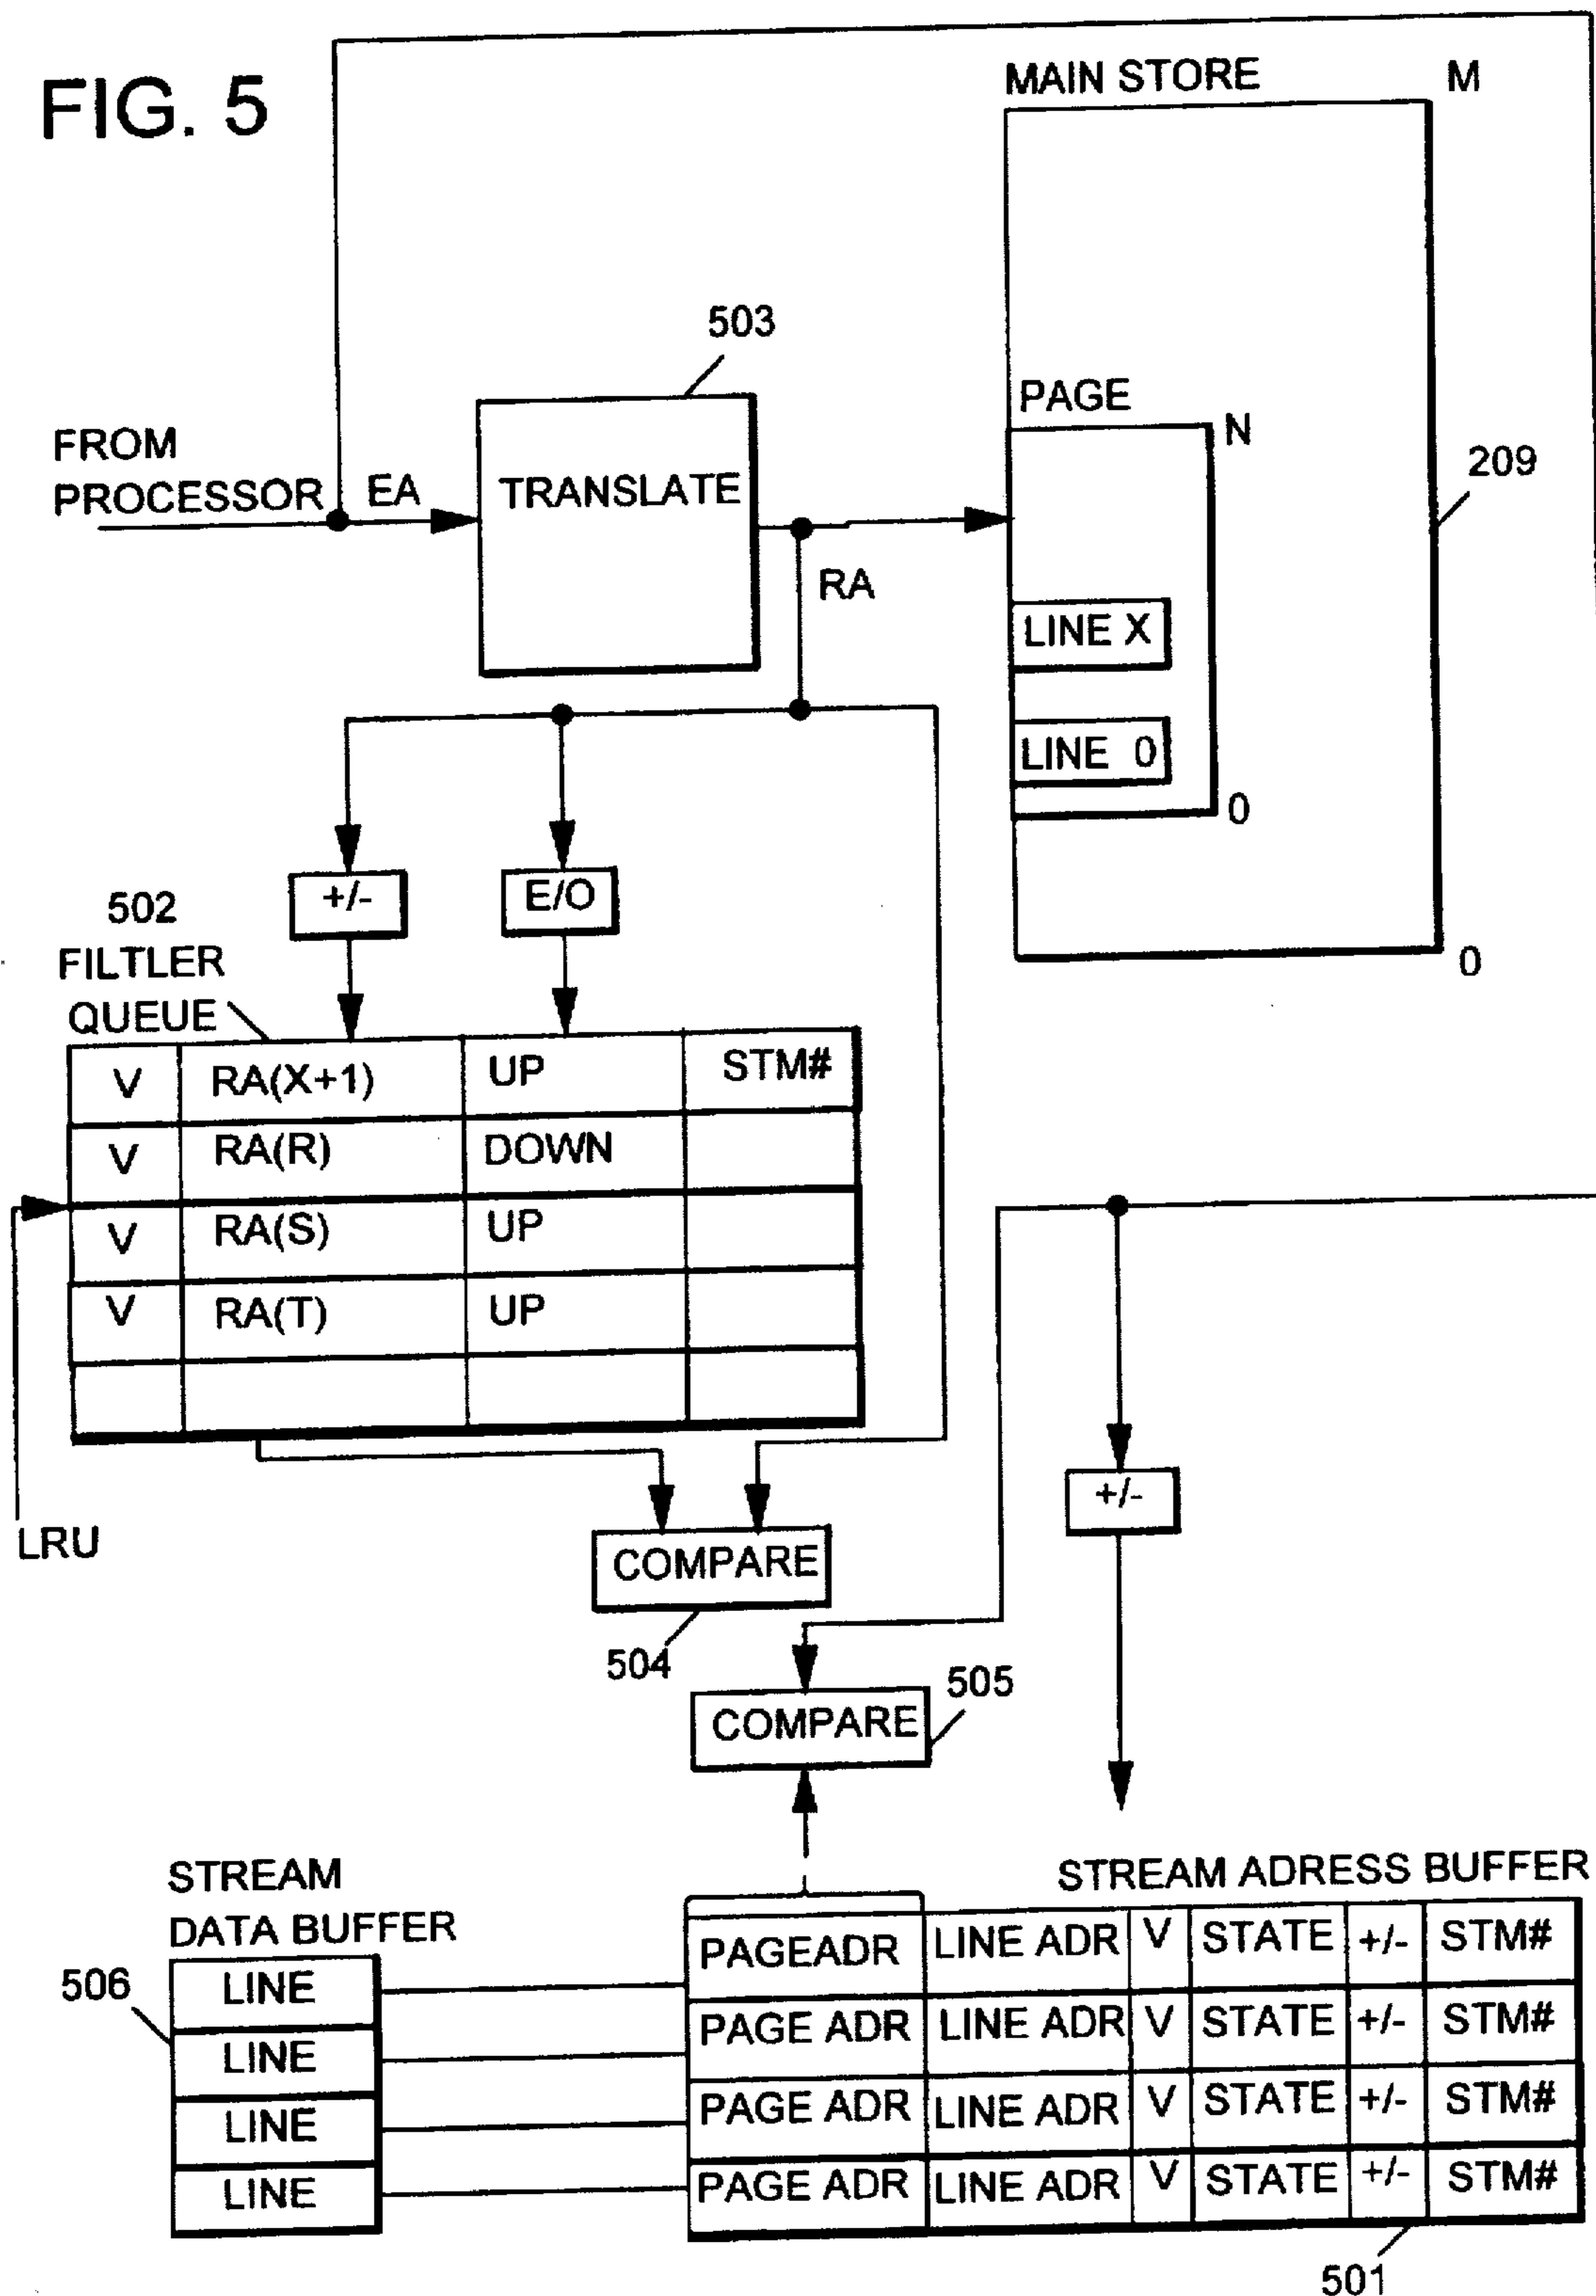 FIG. 5
MAIN STORE M
503
PAGE
N
FROM
PROCESSOR EA
TRANSLATE
209
RA
LINE X
LINE 0
0
0
+/-
E/O
502
FILTLER
QUEUE
V RA(X+1) UP STM#
V RA(R) DOWN
V RA(S) UP
V RA(T) UP
LRU
+/-
COMPARE
504
505
COMPARE
STREAM
DATA BUFFER
STREAM ADRESS BUFFER
506
LINE
LINE
LINE
LINE
PAGEADR LINE ADR V STATE +/- STM#
PAGE ADR LINE ADR V STATE +/- STM#
PAGE ADR LINE ADR V STATE +/- STM#
PAGE ADR LINE ADR V STATE +/- STM#
501